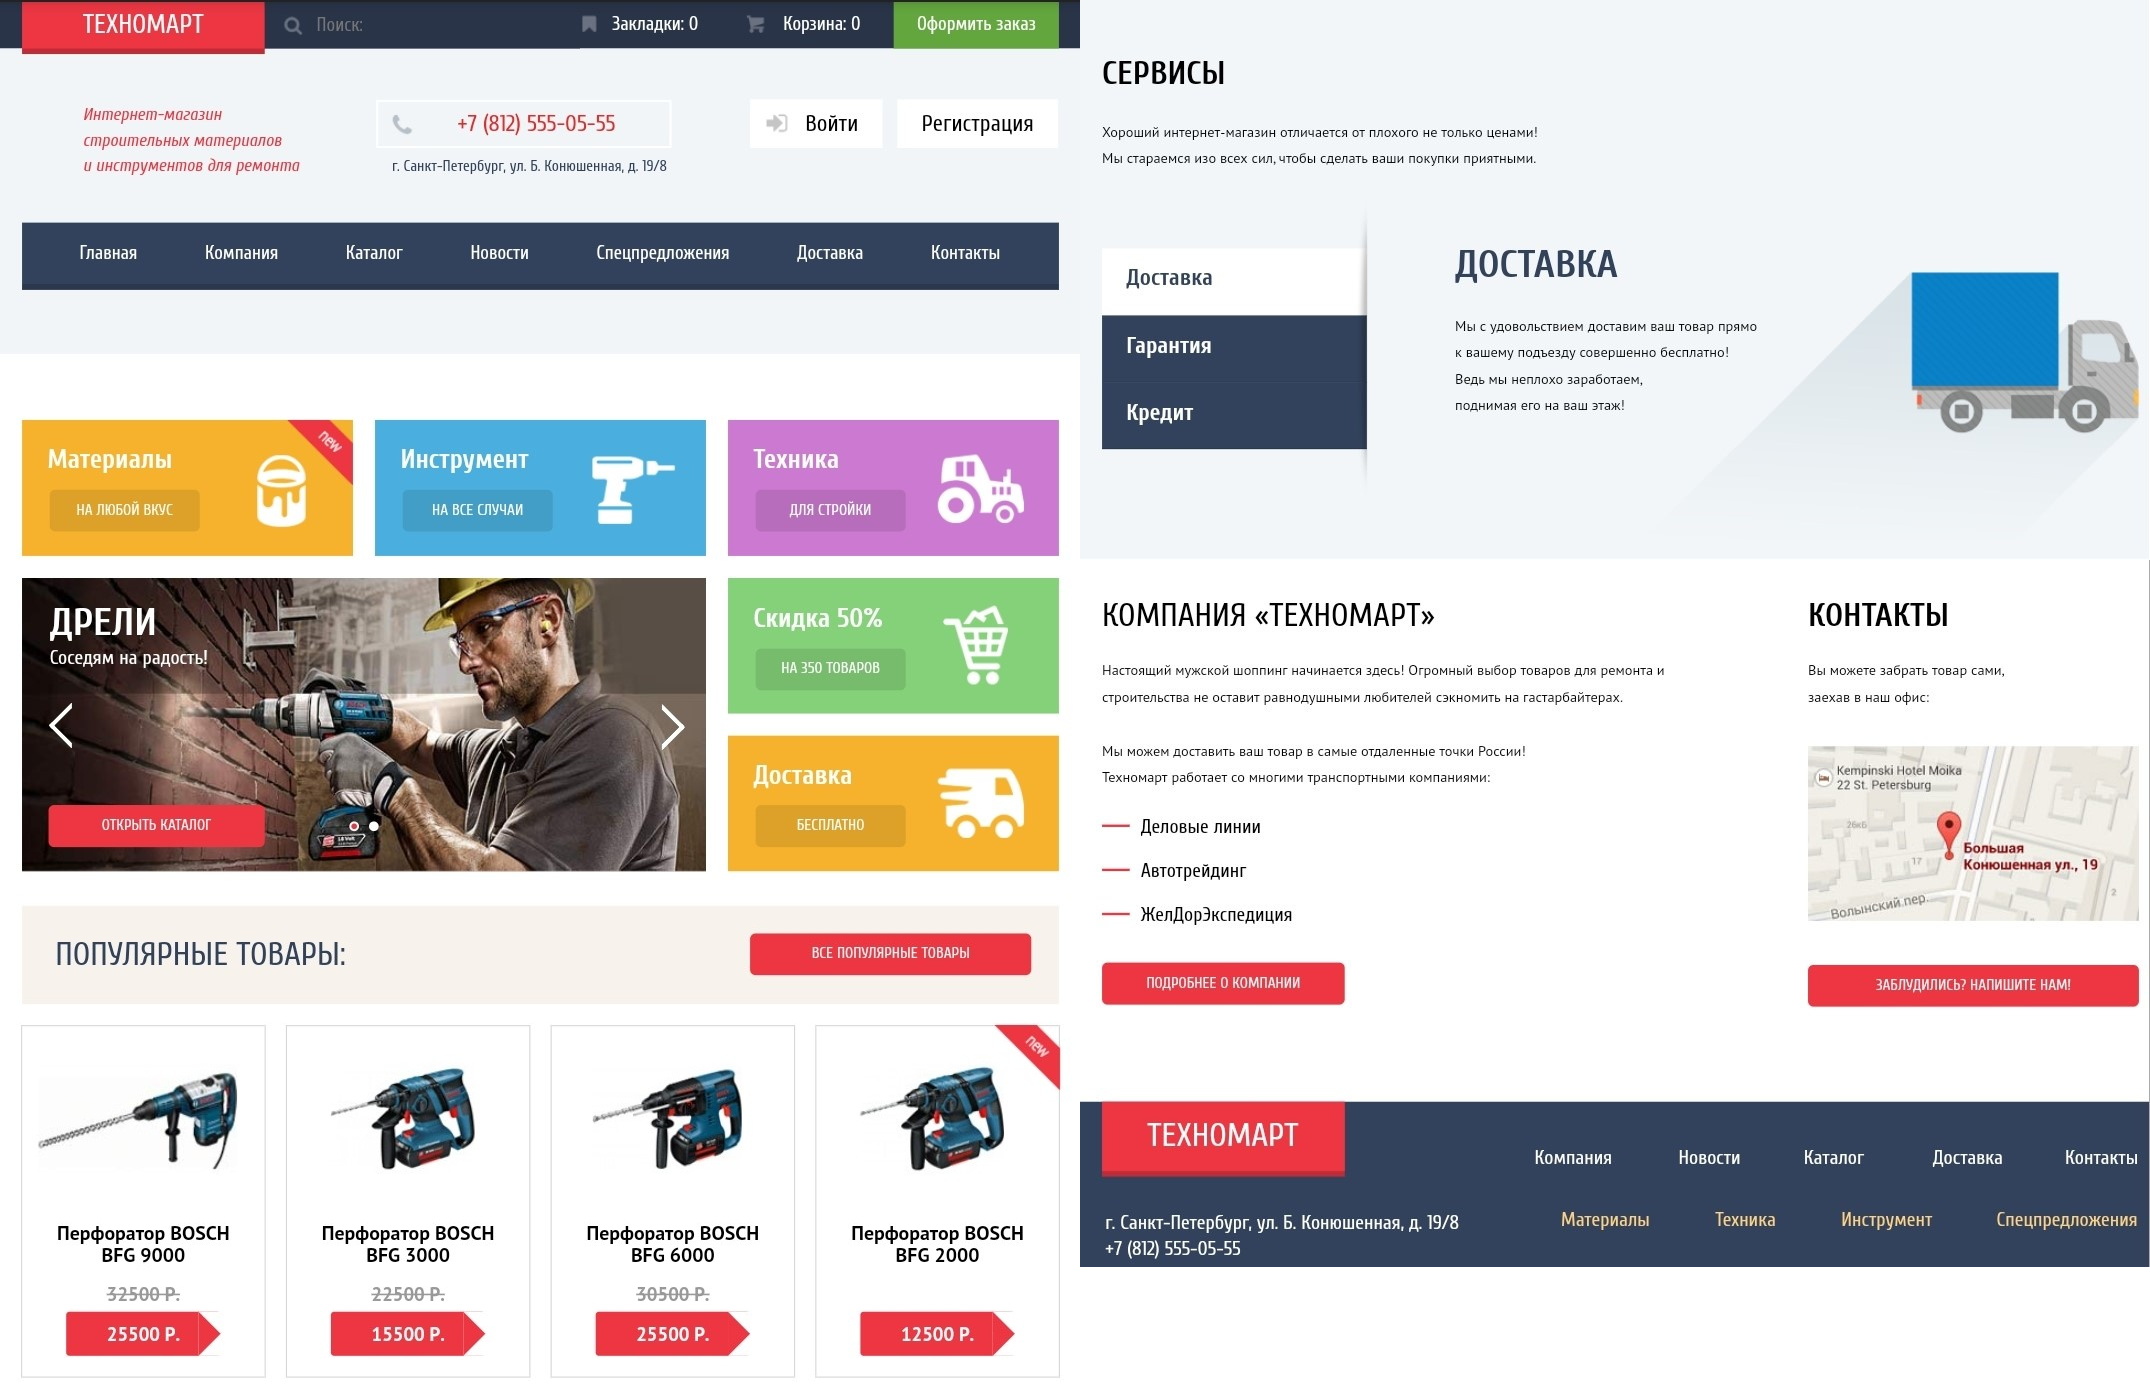 ТЕХНОМАРТ
Поиск:
Закладки: 0
Корзина: 0
Оформить заказ
Интернет-магазин
строительных материалов
и инструментов для ремонта
+7 (812) 555-05-55
г. Санкт-Петербург, ул. Б. Конюшенная, д. 19/8
Войти
Регистрация
Главная
Компания
Каталог
Новости
Спецпредложения
Доставка
Контакты
Материалы
НА ЛЮБОЙ ВКУС
new
Инструмент
НА ВСЕ СЛУЧАИ
Техника
ДЛЯ СТРОЙКИ
ДРЕЛИ
Соседям на радость!
ОТКРЫТЬ КАТАЛОГ
Скидка 50%
НА 350 ТОВАРОВ
Доставка
БЕСПЛАТНО
ПОПУЛЯРНЫЕ ТОВАРЫ:
ВСЕ ПОПУЛЯРНЫЕ ТОВАРЫ
Перфоратор BOSCH
BFG 9000
32500 Р.
25500 Р.
Перфоратор BOSCH
BFG 3000
22500 Р.
15500 Р.
Перфоратор BOSCH
BFG 6000
30500 Р.
25500 Р.
new
Перфоратор BOSCH
BFG 2000
12500 Р.
СЕРВИСЫ
Хороший интернет-магазин отличается от плохого не только ценами!
Мы стараемся изо всех сил, чтобы сделать ваши покупки приятными.
Доставка
Гарантия
Кредит
ДОСТАВКА
Мы с удовольствием доставим ваш товар прямо
к вашему подъезду совершенно бесплатно!
Ведь мы неплохо заработаем,
поднимая его на ваш этаж!
КОМПАНИЯ «ТЕХНОМАРТ»
Настоящий мужской шоппинг начинается здесь! Огромный выбор товаров для ремонта и
строительства не оставит равнодушными любителей сэкномить на гастарбайтерах.
Мы можем доставить ваш товар в самые отдаленные точки России!
Техномарт работает со многими транспортными компаниями:
Деловые линии
Автотрейдинг
ЖелДорЭкспедиция
ПОДРОБНЕЕ О КОМПАНИИ
КОНТАКТЫ
Вы можете забрать товар сами,
заехав в наш офис:
Kempinski Hotel Moika
22 St. Petersburg
26кБ
17
Большая
Конюшенная ул., 19
2
Волынский пер.
ЗАБЛУДИЛИСЬ? НАПИШИТЕ НАМ!
ТЕХНОМАРТ
г. Санкт-Петербург, ул. Б. Конюшенная, д. 19/8
+7 (812) 555-05-55
Компания
Новости
Каталог
Доставка
Контакты
Материалы
Техника
Инструмент
Спецпредложения